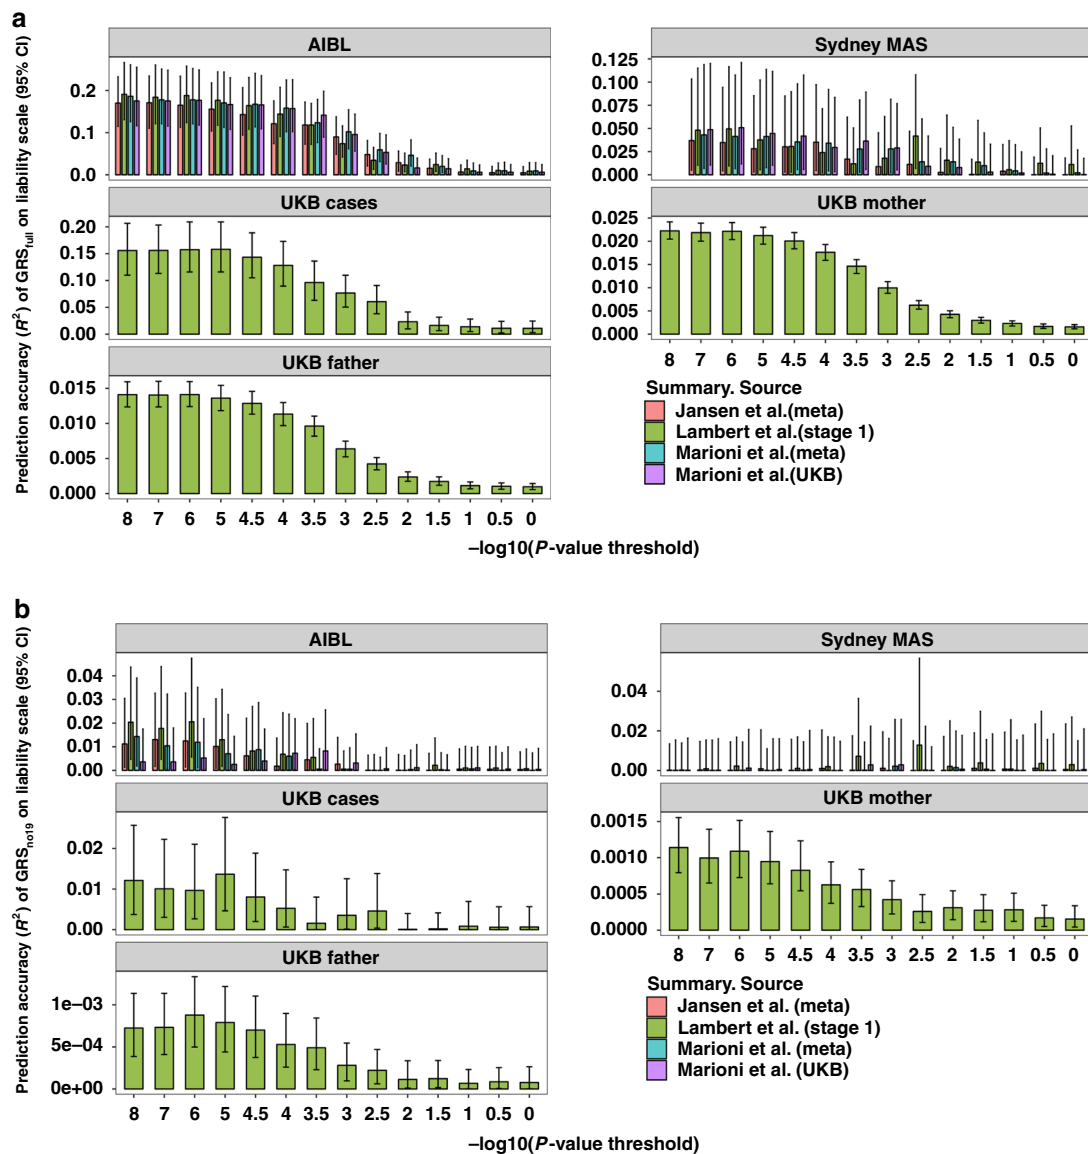 a
Prediction accuracy (R²) of GRSfull on liability scale (95% CI)
AIBL
0.2
0.1
0.0
Sydney MAS
0.125
0.100
0.075
0.050
0.025
0.000
UKB cases
0.20
0.15
0.10
0.05
0.00
UKB mother
0.025
0.020
0.015
0.010
0.005
0.000
8 7 6 5 4.5 4 3.5 3 2.5 2 1.5 1 0.5 0
UKB father
0.015
0.010
0.005
0.000
8 7 6 5 4.5 4 3.5 3 2.5 2 1.5 1 0.5 0
Summary. Source
Jansen et al.(meta)
Lambert et al.(stage 1)
Marioni et al.(meta)
Marioni et al.(UKB)
–log10(P-value threshold)
b
Prediction accuracy (R²) of GRSno19 on liability scale (95% CI)
AIBL
0.04
0.03
0.02
0.01
0.00
Sydney MAS
0.04
0.02
0.00
UKB cases
0.02
0.01
0.00
UKB mother
0.0015
0.0010
0.0005
0.0000
8 7 6 5 4.5 4 3.5 3 2.5 2 1.5 1 0.5 0
UKB father
1e–03
5e–04
0e+00
8 7 6 5 4.5 4 3.5 3 2.5 2 1.5 1 0.5 0
Summary. Source
Jansen et al. (meta)
Lambert et al. (stage 1)
Marioni et al. (meta)
Marioni et al. (UKB)
–log10(P-value threshold)